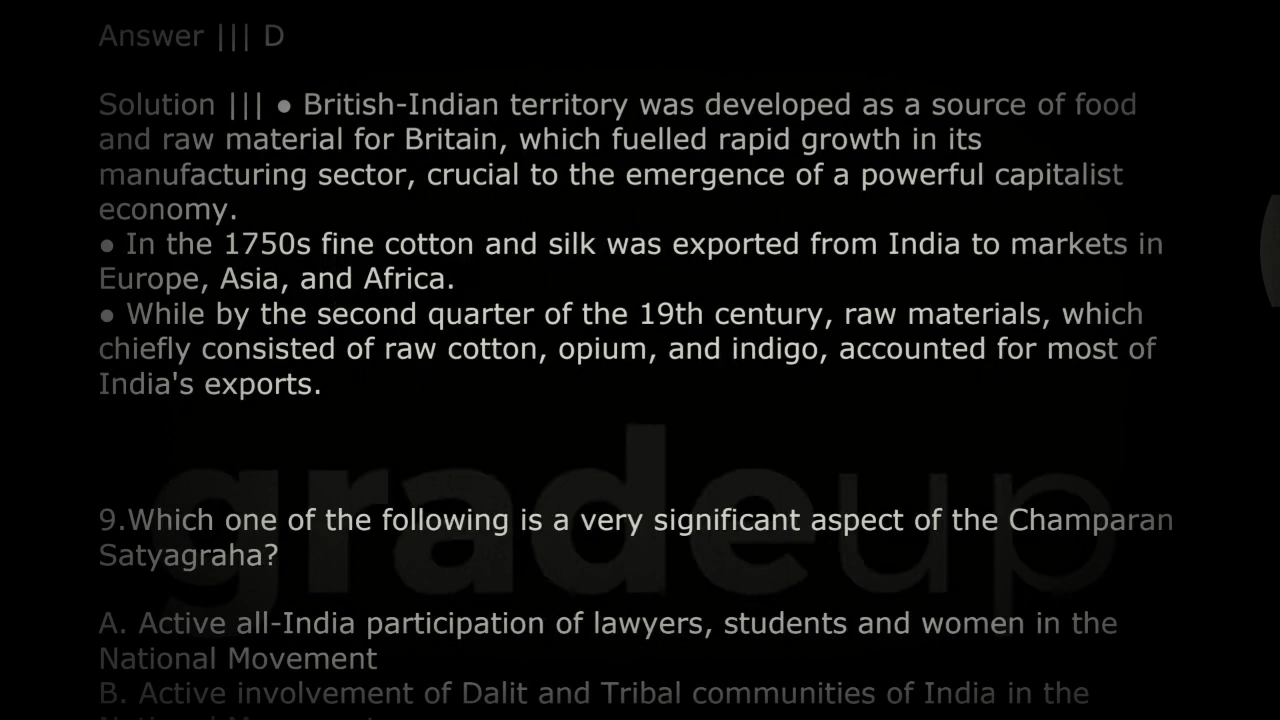 Answer ||| D
Solution ||| ● British-Indian territory was developed as a source of food
and raw material for Britain, which fuelled rapid growth in its
manufacturing sector, crucial to the emergence of a powerful capitalist
economy.
● In the 1750s fine cotton and silk was exported from India to markets in
Europe, Asia, and Africa.
● While by the second quarter of the 19th century, raw materials, which
chiefly consisted of raw cotton, opium, and indigo, accounted for most of
India's exports.
gradeup
9.Which one of the following is a very significant aspect of the Champaran
Satyagraha?
A. Active all-India participation of lawyers, students and women in the
National Movement
B. Active involvement of Dalit and Tribal communities of India in the